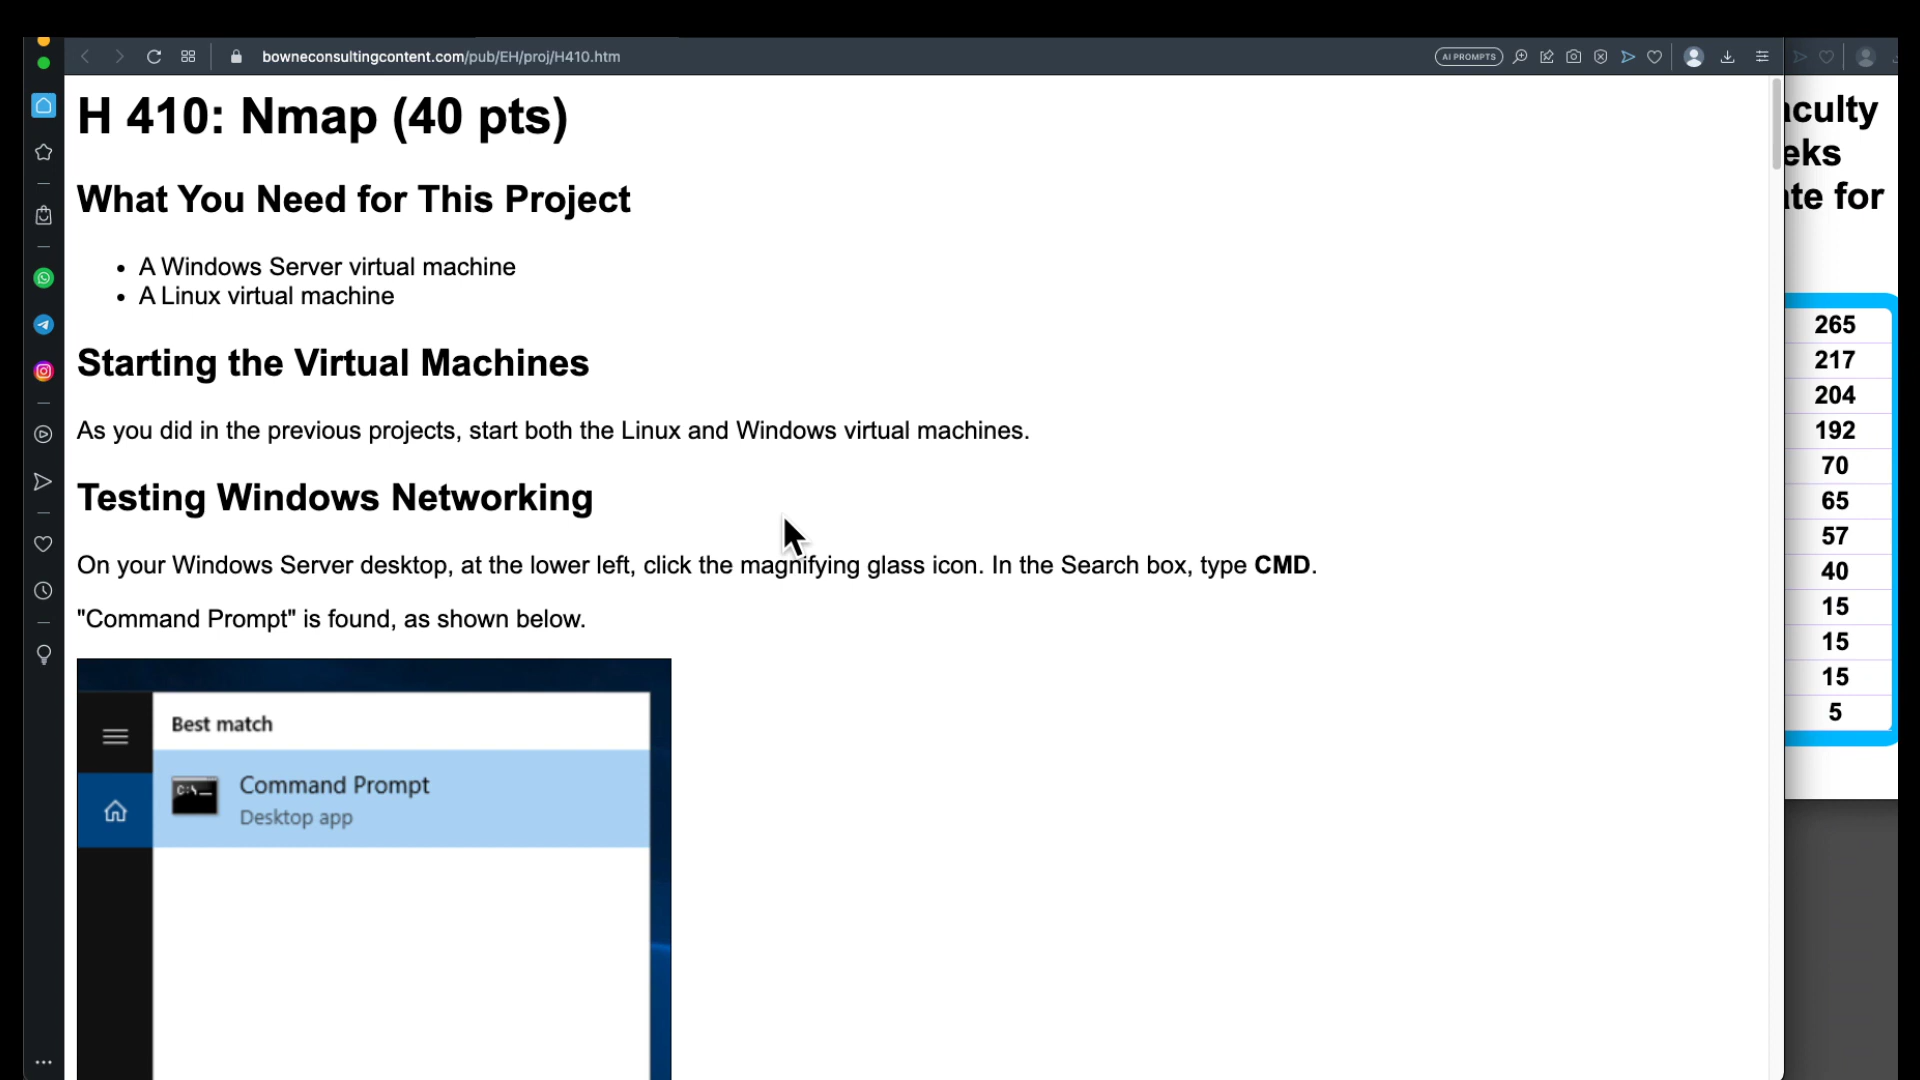 bowneconsultingcontent.com/pub/EH/proj/H410.htm
AI PROMPTS
H 410: Nmap (40 pts)
What You Need for This Project
• A Windows Server virtual machine
• A Linux virtual machine
Starting the Virtual Machines
As you did in the previous projects, start both the Linux and Windows virtual machines.
Testing Windows Networking
On your Windows Server desktop, at the lower left, click the magnifying glass icon. In the Search box, type CMD.
"Command Prompt" is found, as shown below.
Best match
C:\_
Command Prompt
Desktop app
aculty
eks
ate for
265
217
204
192
70
65
57
40
15
15
15
5